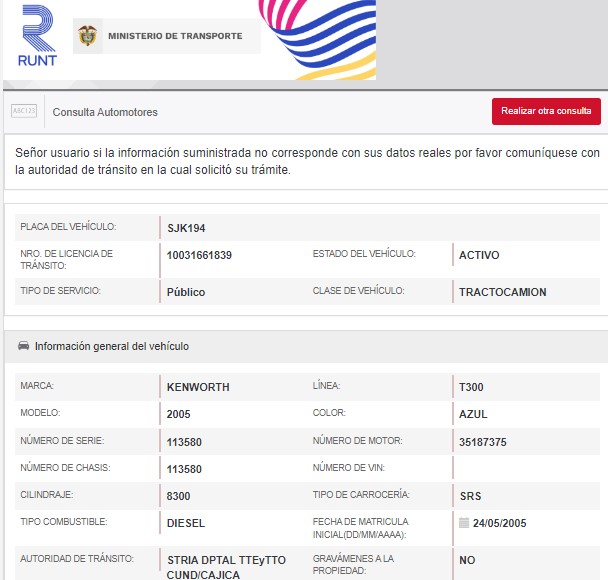 RUNT
MINISTERIO DE TRANSPORTE
ABC123
Consulta Automotores
Realizar otra consulta
Señor usuario si la información suministrada no corresponde con sus datos reales por favor comuníquese con
la autoridad de tránsito en la cual solicitó su trámite.
PLACA DEL VEHÍCULO: SJK194
NRO. DE LICENCIA DE
TRÁNSITO: 10031661839 ESTADO DEL VEHÍCULO: ACTIVO
TIPO DE SERVICIO: Público CLASE DE VEHÍCULO: TRACTOCAMION
Información general del vehículo
MARCA: KENWORTH LÍNEA: T300
MODELO: 2005 COLOR: AZUL
NÚMERO DE SERIE: 113580 NÚMERO DE MOTOR: 35187375
NÚMERO DE CHASIS: 113580 NÚMERO DE VIN:
CILINDRAJE: 8300 TIPO DE CARROCERÍA: SRS
TIPO COMBUSTIBLE: DIESEL FECHA DE MATRICULA
INICIAL(DD/MM/AAAA): 24/05/2005
AUTORIDAD DE TRÁNSITO: STRIA DPTAL TTEyTTO
CUND/CAJICA
GRAVÁMENES A LA
PROPIEDAD: NO